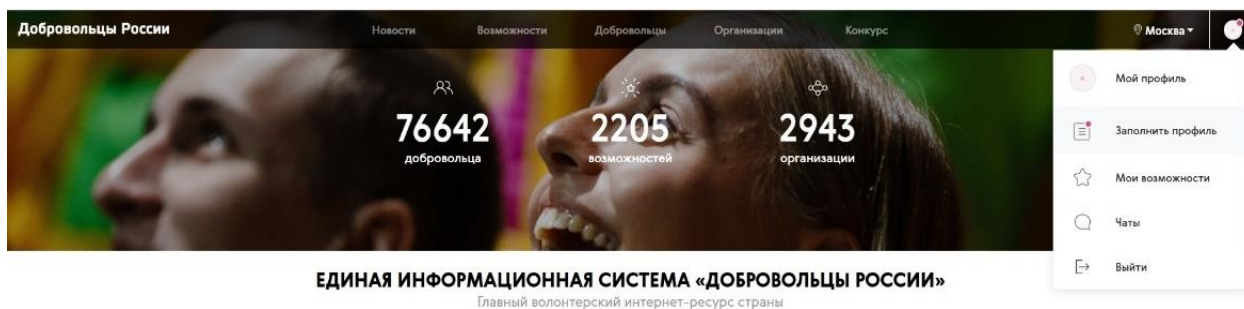 Добровольцы России
Новости
Возможности
Добровольцы
Организации
Конкурс
Москва
76642
добровольца
2205
возможностей
2943
организации
Мой профиль
Заполнить профиль
Мои возможности
Чаты
Выйти
ЕДИНАЯ ИНФОРМАЦИОННАЯ СИСТЕМА «ДОБРОВОЛЬЦЫ РОССИИ»
Главный волонтерский интернет-ресурс страны